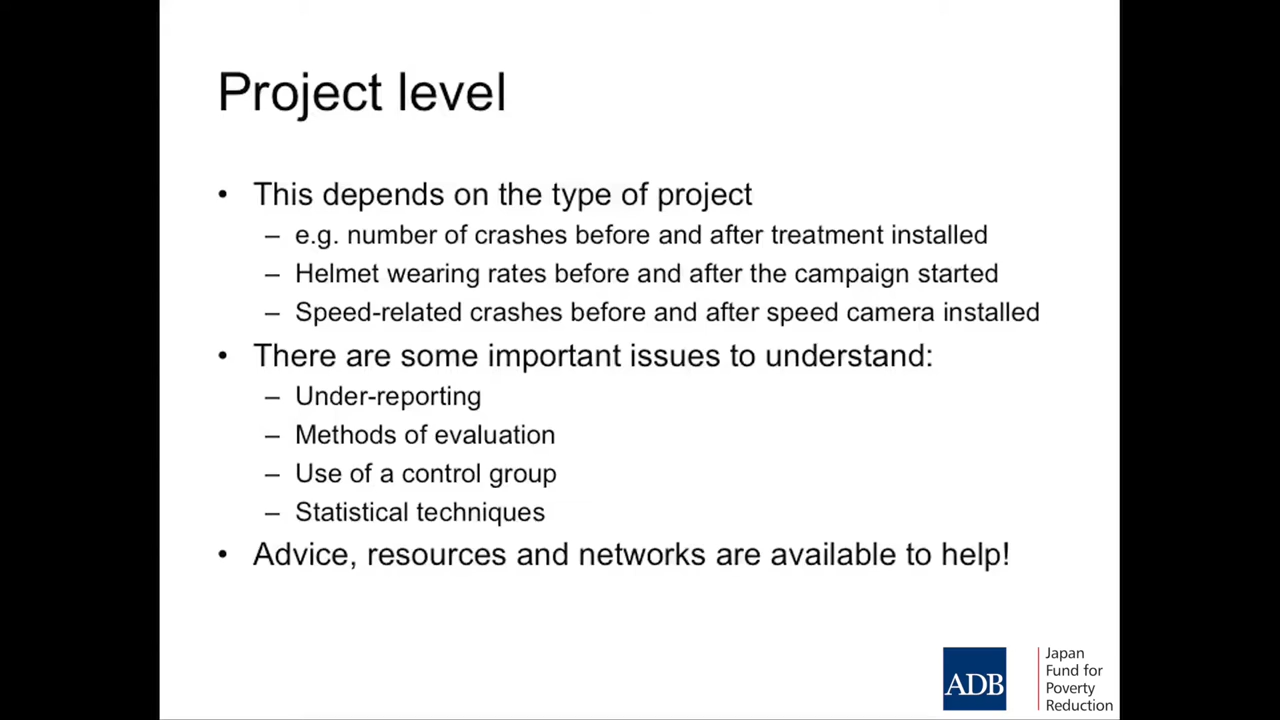 Project level
• This depends on the type of project
– e.g. number of crashes before and after treatment installed
– Helmet wearing rates before and after the campaign started
– Speed-related crashes before and after speed camera installed
• There are some important issues to understand:
– Under-reporting
– Methods of evaluation
– Use of a control group
– Statistical techniques
• Advice, resources and networks are available to help!
ADB
Japan
Fund for
Poverty
Reduction